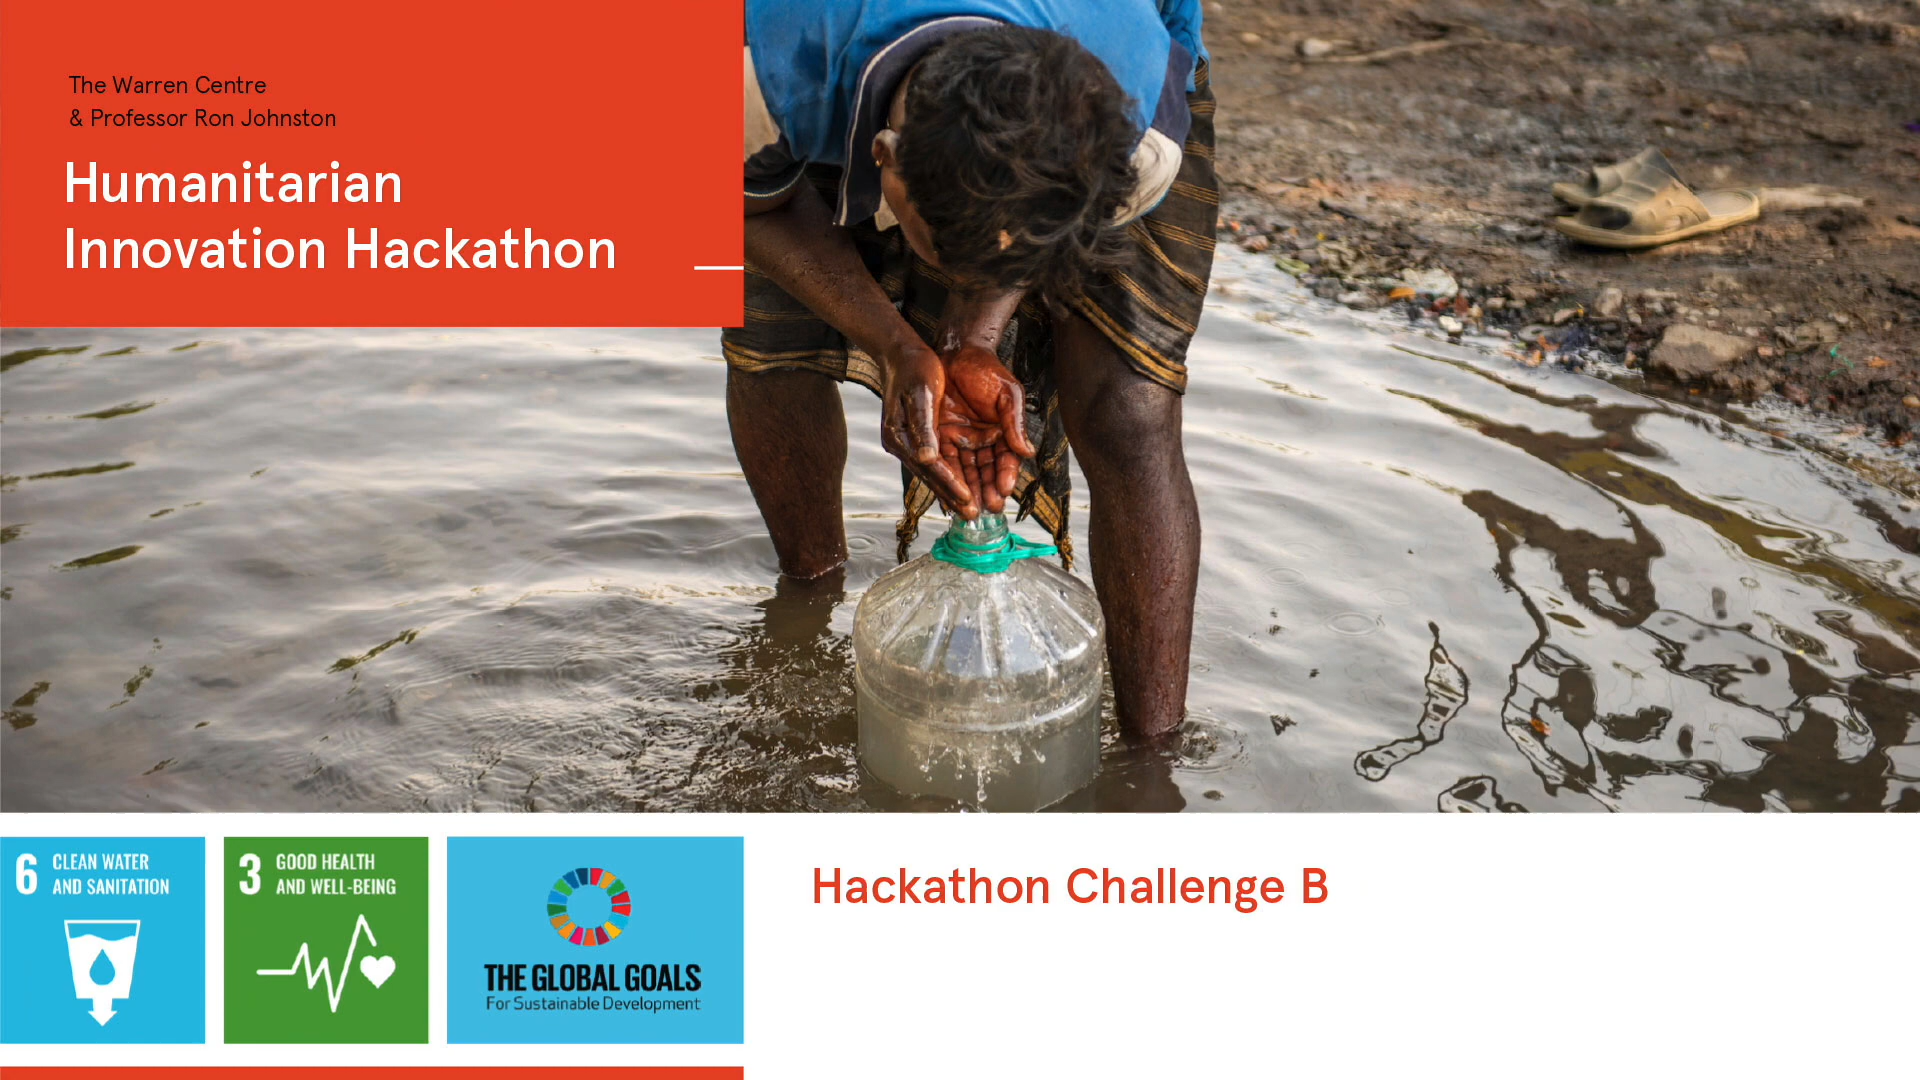 The Warren Centre
& Professor Ron Johnston
Humanitarian
Innovation Hackathon
6 CLEAN WATER
AND SANITATION
3 GOOD HEALTH
AND WELL-BEING
THE GLOBAL GOALS
For Sustainable Development
Hackathon Challenge B